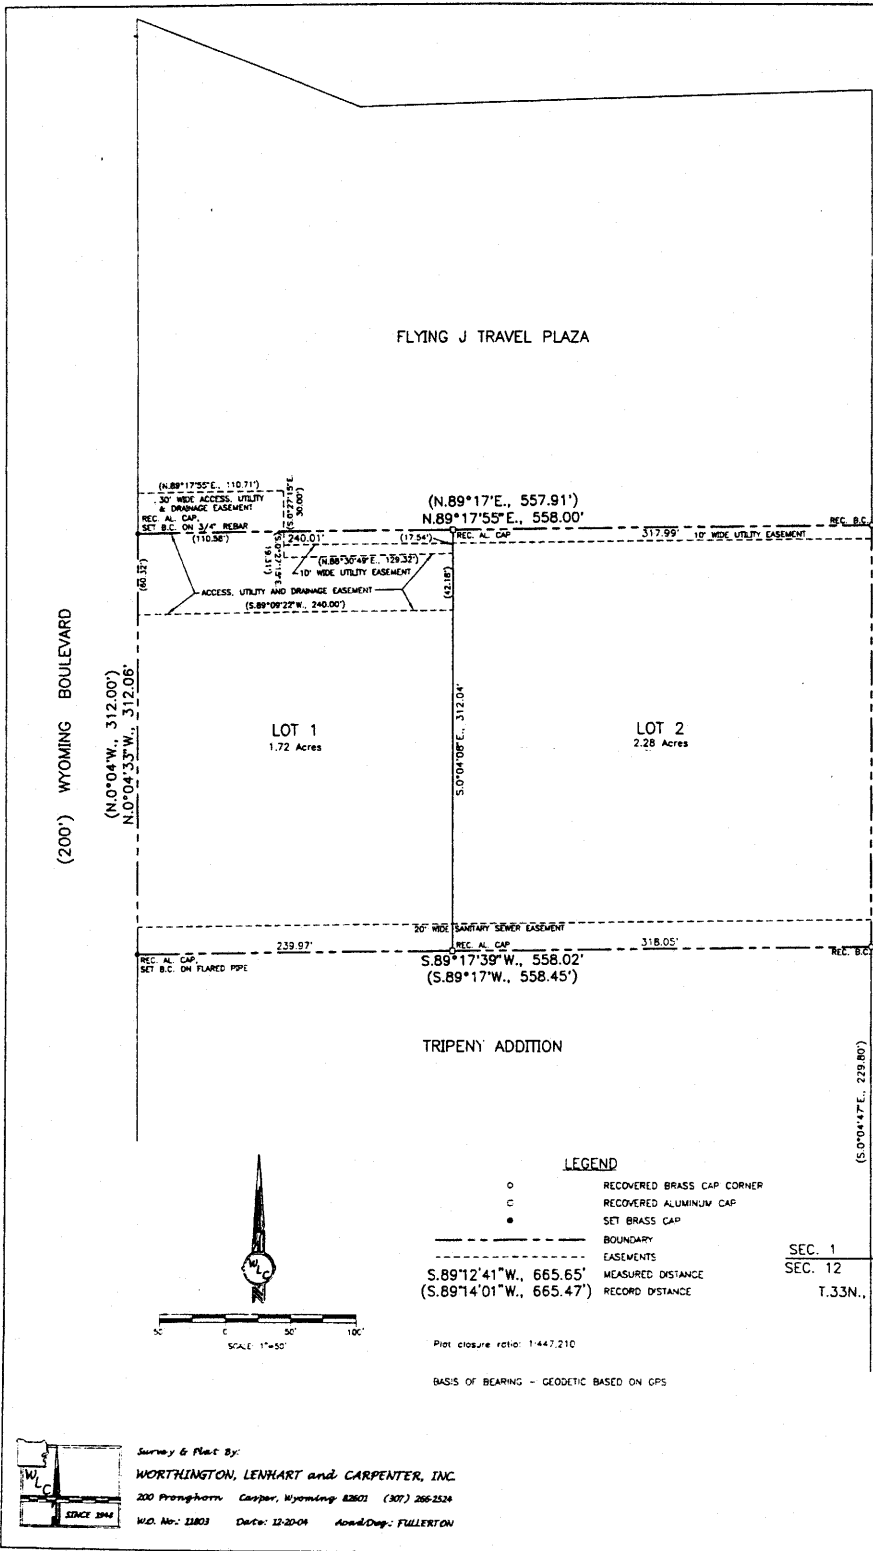 FLYING J TRAVEL PLAZA
(N.89°17'55"E., 110.71')
30' WIDE ACCESS, UTILITY
& DRAINAGE EASEMENT
(S.0°27'15"E.
30.00')
REC. AL. CAP,
SET B.C. ON 3/4" REBAR
(N.89°17'E., 557.91')
N.89°17'55"E., 558.00'
REC. B.C.
(110.58')
240.01'
(17.54')
REC. AL. CAP
317.99'
10' WIDE UTILITY EASEMENT
(60.32')
(S.0°27'15"E.
19.31')
(N.88°30'49"E., 129.32')
10' WIDE UTILITY EASEMENT
(42.18')
ACCESS, UTILITY AND DRAINAGE EASEMENT
(S.89°09'22"W., 240.00')
(200') WYOMING BOULEVARD
(N.0°04'W., 312.00')
N.0°04'33"W., 312.06'
LOT 1
1.72 Acres
S.0°04'08"E., 312.04'
LOT 2
2.28 Acres
20' WIDE SANITARY SEWER EASEMENT
239.97'
REC. AL. CAP
318.05'
REC. AL. CAP,
SET B.C. ON FLARED PIPE
S.89°17'39"W., 558.02'
(S.89°17'W., 558.45')
REC. B.C.
TRIPENY ADDITION
(S.0°04'47"E., 229.80')
LEGEND
RECOVERED BRASS CAP CORNER
RECOVERED ALUMINUM CAP
SET BRASS CAP
BOUNDARY
EASEMENTS
S.89°12'41"W., 665.65' MEASURED DISTANCE
(S.89°14'01"W., 665.47') RECORD DISTANCE
SEC. 1
SEC. 12
T.33N.,
WLC
50 0 50' 100'
SCALE: 1"=50'
Plat closure ratio: 1:447,210
BASIS OF BEARING - GEODETIC BASED ON GPS
WLC
SINCE 1944
Survey & Plat By:
WORTHINGTON, LENHART and CARPENTER, INC.
200 Pronghorn Casper, Wyoming 82601 (307) 266-2524
W.O. No.: 11803 Date: 12-20-04 Acad/Dwg.: FULLERTON